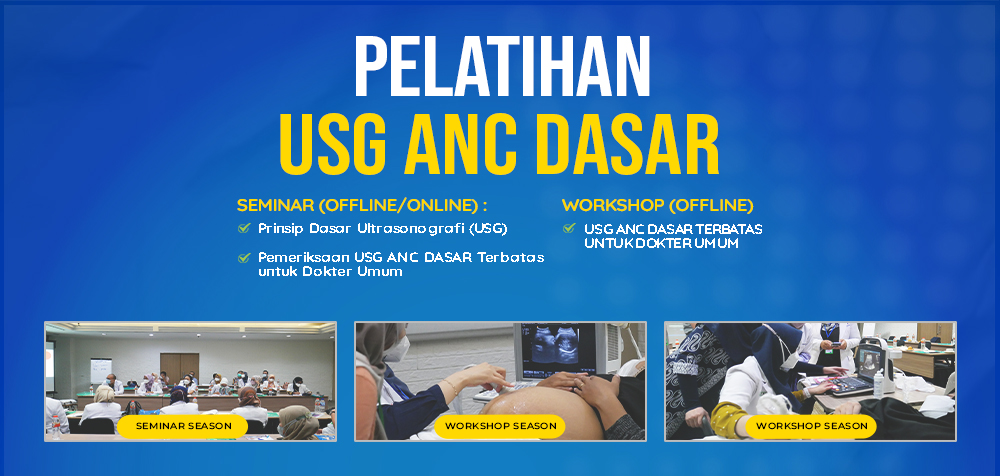 PELATIHAN
USG ANC DASAR
SEMINAR (OFFLINE/ONLINE) :
Prinsip Dasar Ultrasonografi (USG)
Pemeriksaan USG ANC DASAR Terbatas
untuk Dokter Umum
WORKSHOP (OFFLINE)
USG ANC DASAR TERBATAS
UNTUK DOKTER UMUM
SEMINAR SEASON
WORKSHOP SEASON
WORKSHOP SEASON